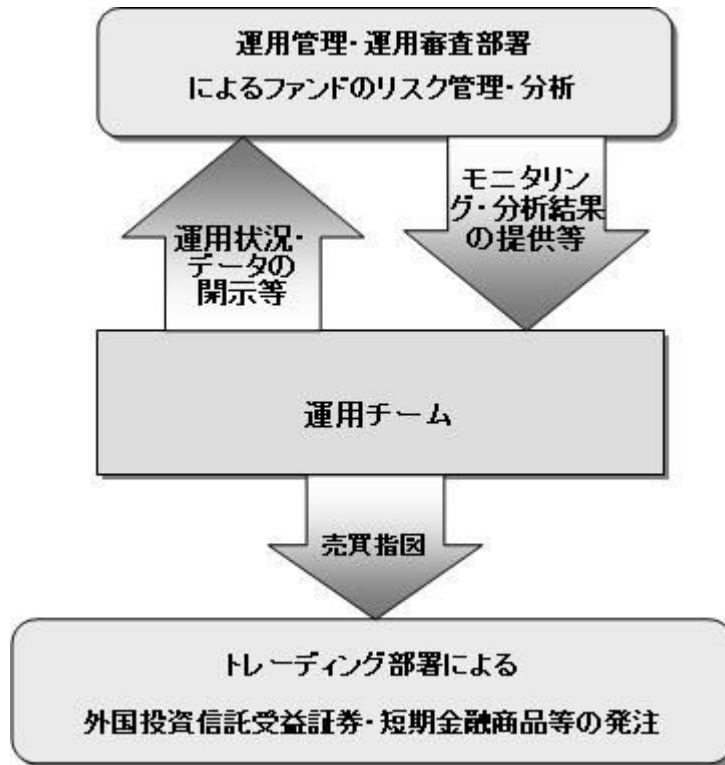 運用管理・運用審査部署
によるファンドのリスク管理・分析
運用状況・
データの
開示等
モニタリン
グ・分析結果
の提供等
運用チーム
売買指図
トレーディング部署による
外国投資信託受益証券・短期金融商品等の発注